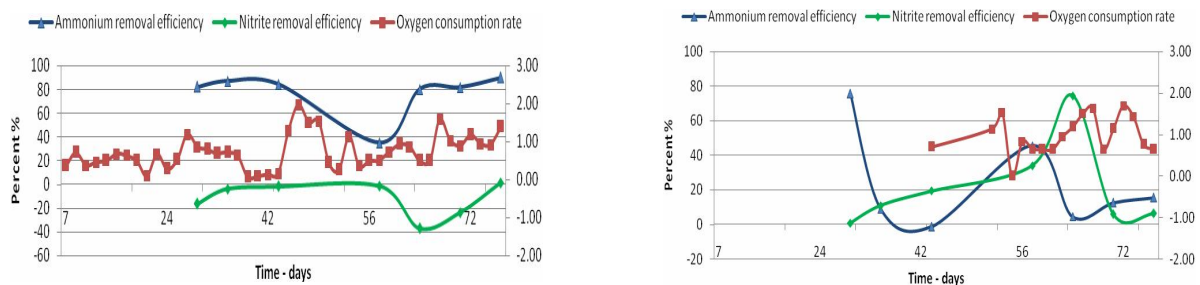 Ammonium removal efficiency Nitrite removal efficiency Oxygen consumption rate
100 3.00
80 2.00
60
40 1.00
20
0 0.00
-20 7 24 42 56 72 -1.00
-40
-60 -2.00
Percent %
Time - days
Ammonium removal efficiency Nitrite removal efficiency Oxygen consumption rate
100 3.00
80 2.00
60 1.00
40 0.00
20
0 -1.00
-20 7 24 42 56 72 -2.00
Percent %
Time - days